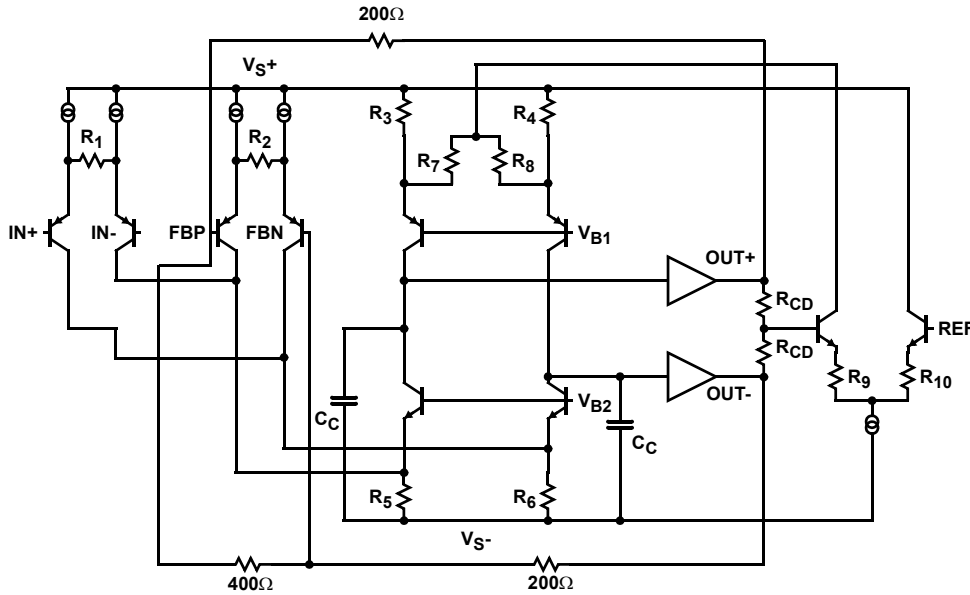 200Ω
VS+
R3
R4
R1
R2
R7
R8
IN+
IN-
FBP
FBN
VB1
OUT+
RCD
REF
RCD
R9
R10
OUT-
CC
VB2
CC
R5
R6
VS-
400Ω
200Ω